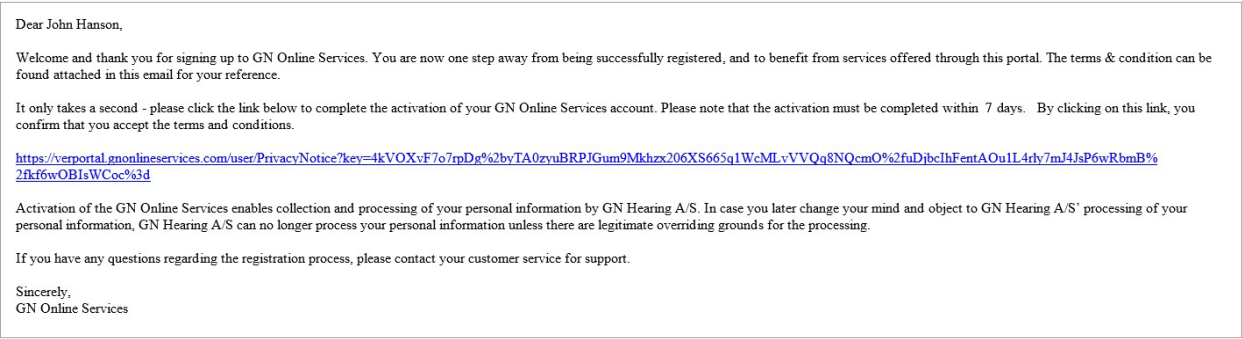 Dear John Hanson,
Welcome and thank you for signing up to GN Online Services. You are now one step away from being successfully registered, and to benefit from services offered through this portal. The terms & condition can be
found attached in this email for your reference.
It only takes a second - please click the link below to complete the activation of your GN Online Services account. Please note that the activation must be completed within 7 days. By clicking on this link, you
confirm that you accept the terms and conditions.
https://verportal.gnonlineservices.com/user/PrivacyNotice?key=4kVOXvF7o7rpDg%2byTA0zyuBRPJGum9Mkhzx206XS665q1WcMLvVVQq8NQcmO%2fuDjbcIhFentAOu1L4rly7mJ4JsP6wRbmB%
2fkf6wOBIsWCoc%3d
Activation of the GN Online Services enables collection and processing of your personal information by GN Hearing A/S. In case you later change your mind and object to GN Hearing A/S' processing of your
personal information, GN Hearing A/S can no longer process your personal information unless there are legitimate overriding grounds for the processing.
If you have any questions regarding the registration process, please contact your customer service for support.
Sincerely,
GN Online Services